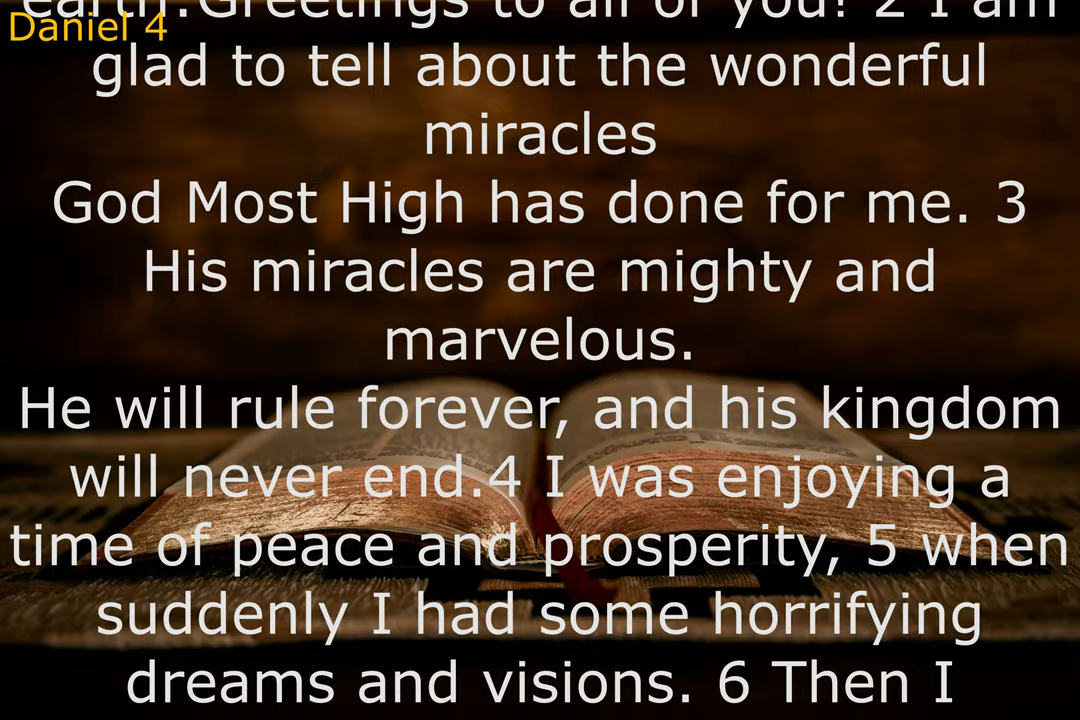 earth:Greetings to all of you! 2 I am
Daniel 4
glad to tell about the wonderful
miracles
God Most High has done for me. 3
His miracles are mighty and
marvelous.
He will rule forever, and his kingdom
will never end.4 I was enjoying a
time of peace and prosperity, 5 when
suddenly I had some horrifying
dreams and visions. 6 Then I